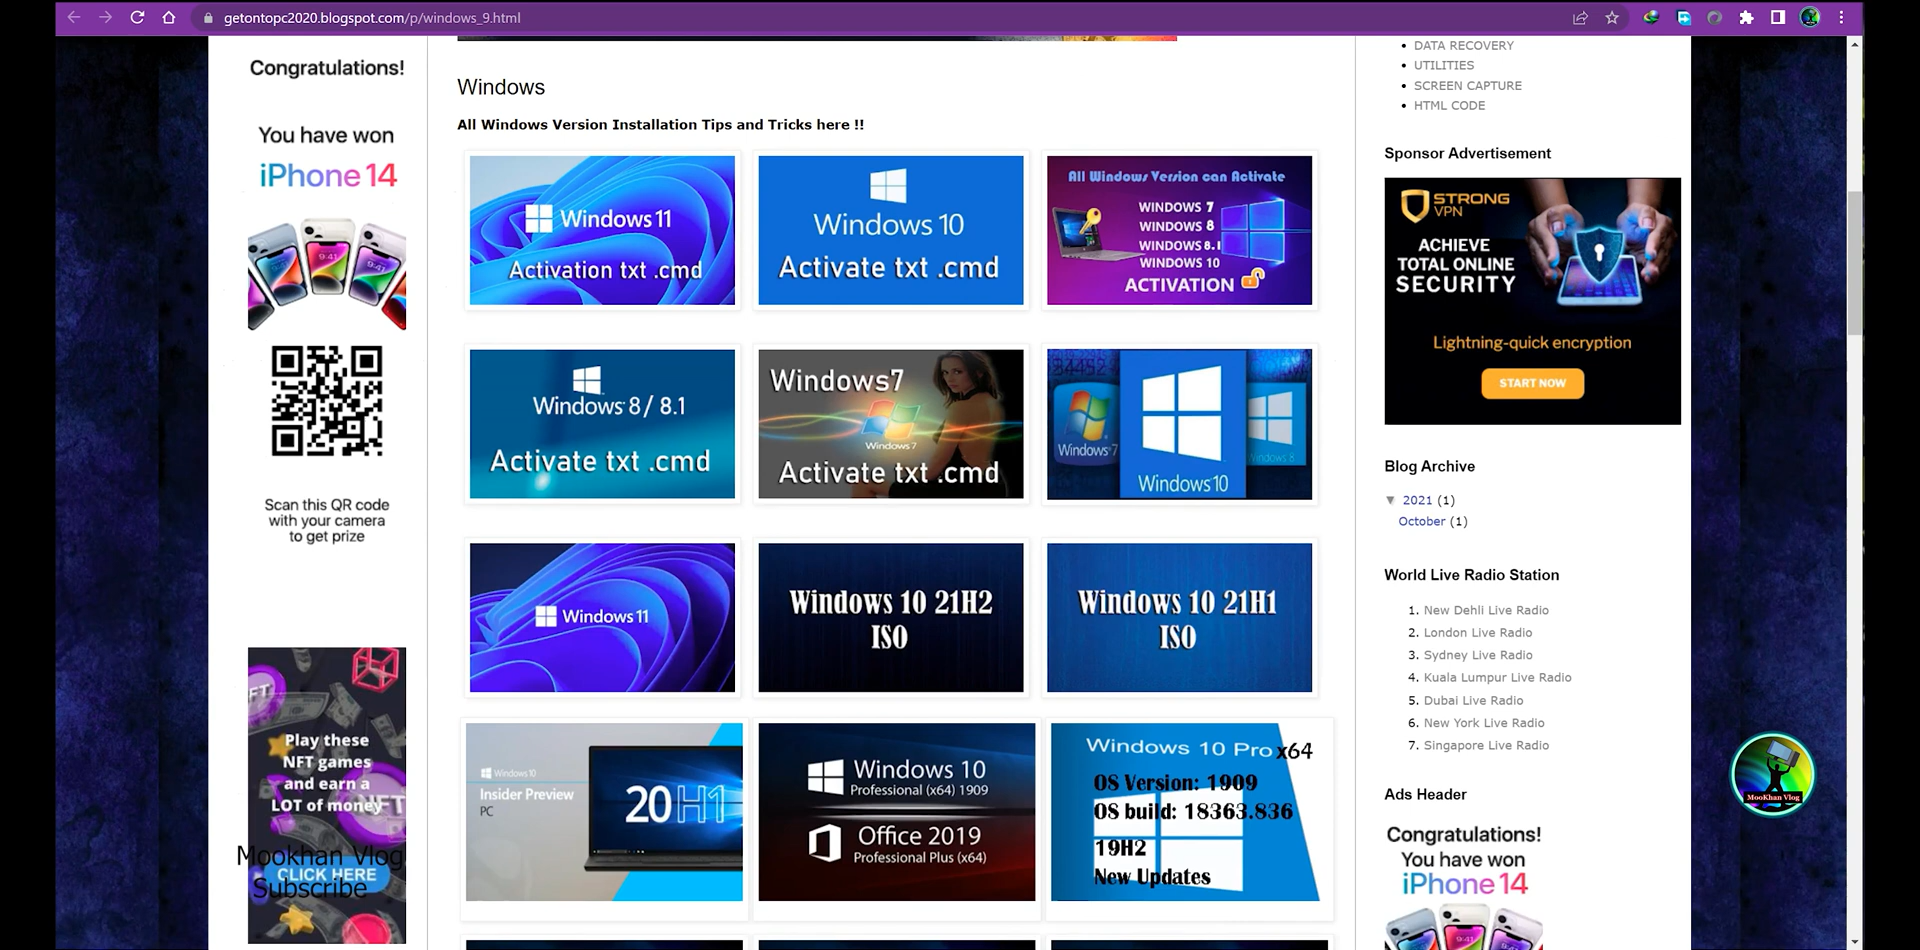 getontopc2020.blogspot.com/p/windows_9.html
Congratulations!
You have won
iPhone 14
Scan this QR code
with your camera
to get prize
Play these
NFT games
and earn a
LOT of money
CLICK HERE
Mookhan Vlog
Subscribe
Windows
All Windows Version Installation Tips and Tricks here !!
Windows 11
Activation txt .cmd
Windows 10
Activate txt .cmd
All Windows Version can Activate
WINDOWS 7
WINDOWS 8
WINDOWS 8.1
WINDOWS 10
ACTIVATION
Windows 8 / 8.1
Activate txt .cmd
Windows7
Windows 7
Activate txt .cmd
Windows 7
Windows 10
Windows 8
Windows 11
Windows 10 21H2
ISO
Windows 10 21H1
ISO
Windows 10
Insider Preview
PC
20H1
Windows 10
Professional (x64) 1909
Office 2019
Professional Plus (x64)
Windows 10 Pro x64
OS Version: 1909
OS build: 18363.836
19H2
New Updates
DATA RECOVERY
UTILITIES
SCREEN CAPTURE
HTML CODE
Sponsor Advertisement
STRONG
VPN
ACHIEVE
TOTAL ONLINE
SECURITY
Lightning-quick encryption
START NOW
Blog Archive
▼ 2021 (1)
October (1)
World Live Radio Station
1. New Dehli Live Radio
2. London Live Radio
3. Sydney Live Radio
4. Kuala Lumpur Live Radio
5. Dubai Live Radio
6. New York Live Radio
7. Singapore Live Radio
Ads Header
Congratulations!
You have won
iPhone 14
MooKhan Vlog